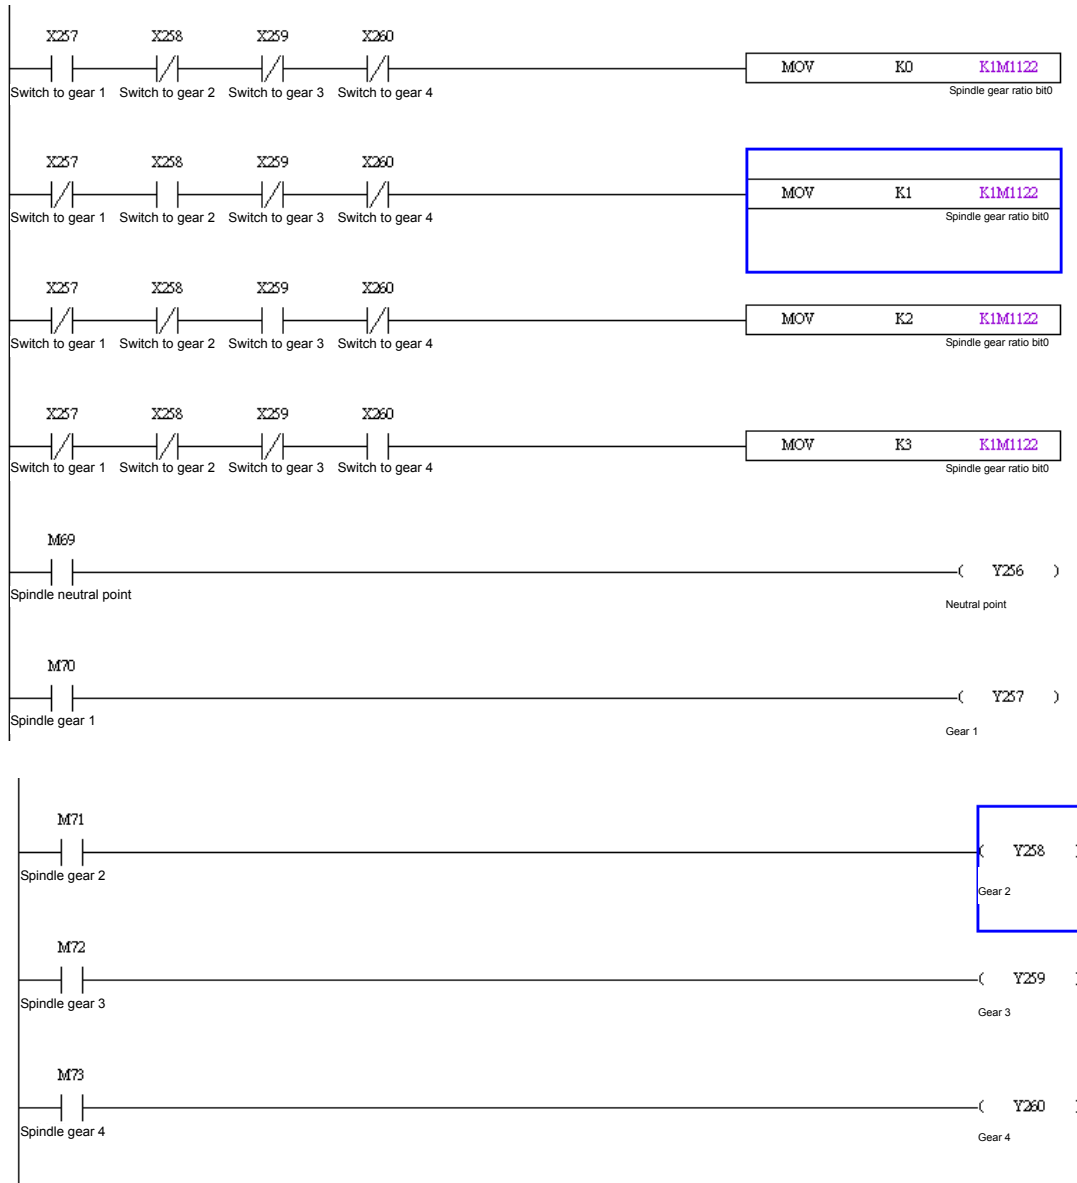 X257 X258 X259 X260
MOV K0 K1M1122
Switch to gear 1 Switch to gear 2 Switch to gear 3 Switch to gear 4 Spindle gear ratio bit0
X257 X258 X259 X260
MOV K1 K1M1122
Switch to gear 1 Switch to gear 2 Switch to gear 3 Switch to gear 4 Spindle gear ratio bit0
X257 X258 X259 X260
MOV K2 K1M1122
Switch to gear 1 Switch to gear 2 Switch to gear 3 Switch to gear 4 Spindle gear ratio bit0
X257 X258 X259 X260
MOV K3 K1M1122
Switch to gear 1 Switch to gear 2 Switch to gear 3 Switch to gear 4 Spindle gear ratio bit0
M69
( Y256 )
Spindle neutral point
Neutral point
M70
( Y257 )
Spindle gear 1
Gear 1
M71
( Y258 )
Spindle gear 2
Gear 2
M72
( Y259 )
Spindle gear 3
Gear 3
M73
( Y260 )
Spindle gear 4
Gear 4